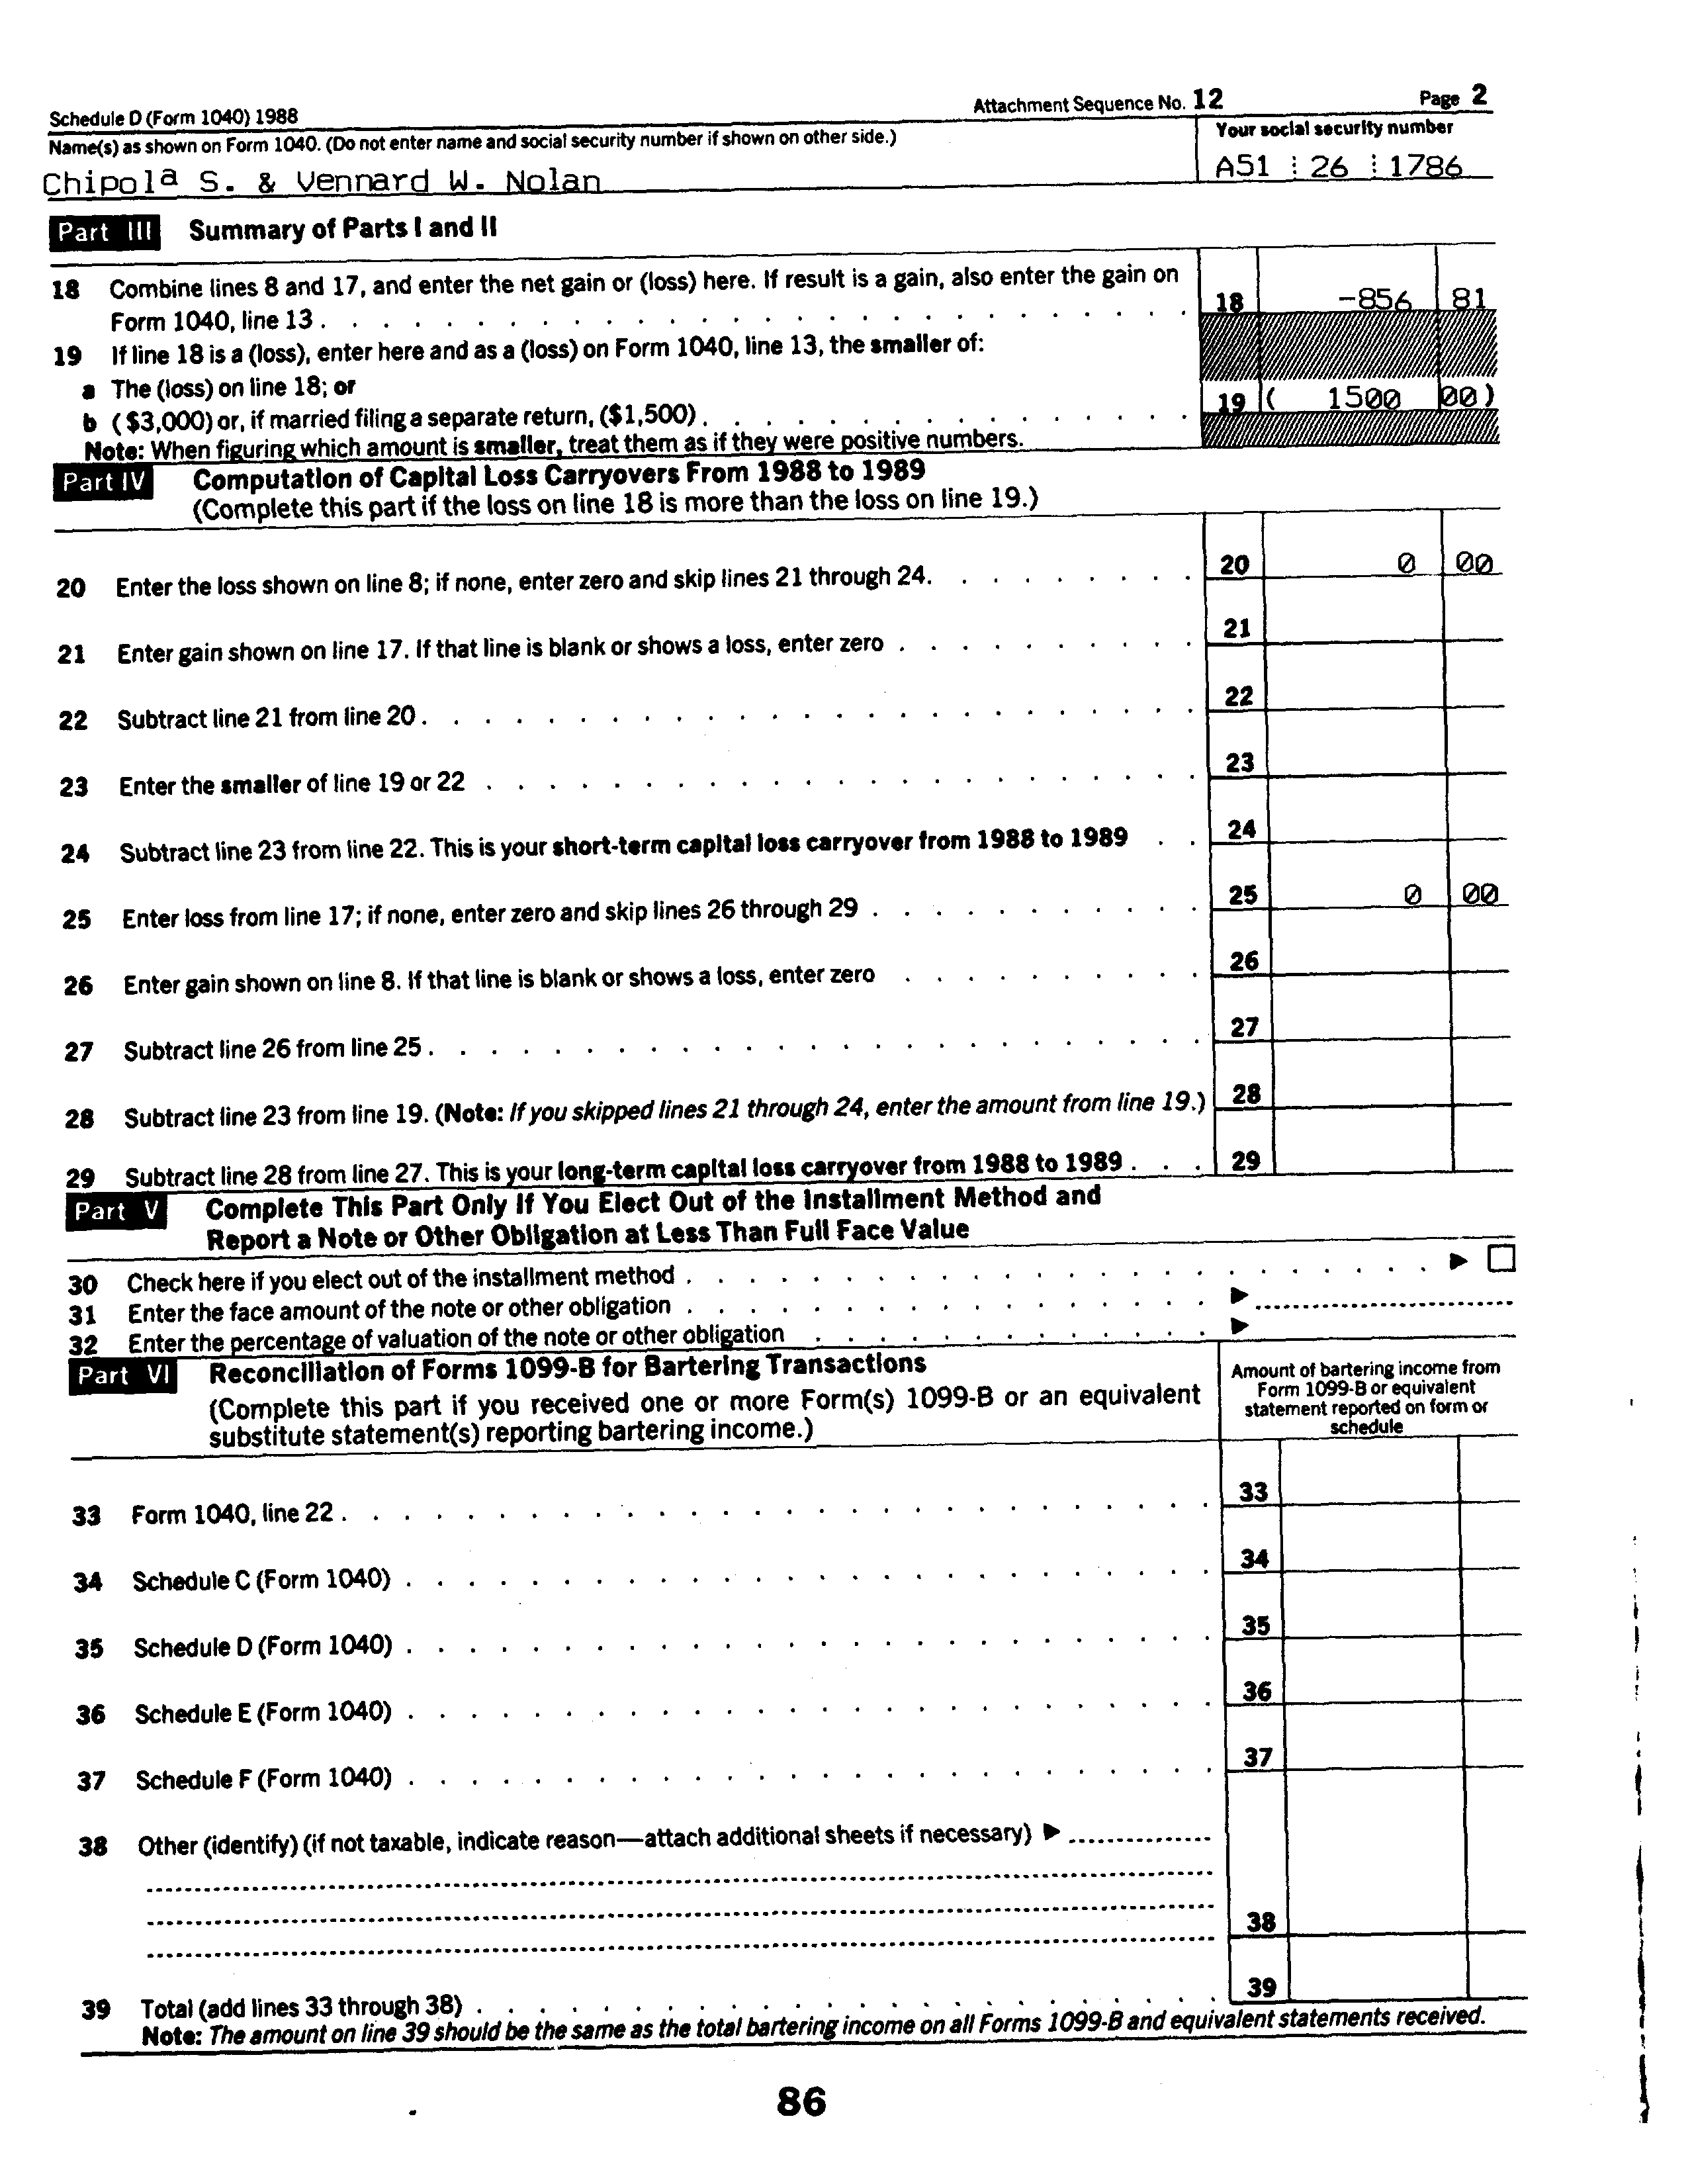 Schedule D (Form 1040) 1988 Attachment Sequence No. 12 Page 2
Name(s) as shown on Form 1040. (Do not enter name and social security number if shown on other side.) Your social security number
Chipola S. & Vennard W. Nolan A51 26 1786
Part III Summary of Parts I and II
18 Combine lines 8 and 17, and enter the net gain or (loss) here. If result is a gain, also enter the gain on
Form 1040, line 13 . . . 18 -856 81
19 If line 18 is a (loss), enter here and as a (loss) on Form 1040, line 13, the smaller of:
a The (loss) on line 18; or
b ($3,000) or, if married filing a separate return, ($1,500) . . . 19 ( 1500 00)
Note: When figuring which amount is smaller, treat them as if they were positive numbers.
Part IV Computation of Capital Loss Carryovers From 1988 to 1989
(Complete this part if the loss on line 18 is more than the loss on line 19.)
20 Enter the loss shown on line 8; if none, enter zero and skip lines 21 through 24. . . . 20 0 00
21 Enter gain shown on line 17. If that line is blank or shows a loss, enter zero . . . 21
22 Subtract line 21 from line 20 . . . 22
23 Enter the smaller of line 19 or 22 . . . 23
24 Subtract line 23 from line 22. This is your short-term capital loss carryover from 1988 to 1989 . . 24
25 Enter loss from line 17; if none, enter zero and skip lines 26 through 29 . . . 25 0 00
26 Enter gain shown on line 8. If that line is blank or shows a loss, enter zero . . . 26
27 Subtract line 26 from line 25 . . . 27
28 Subtract line 23 from line 19. (Note: If you skipped lines 21 through 24, enter the amount from line 19.) 28
29 Subtract line 28 from line 27. This is your long-term capital loss carryover from 1988 to 1989 . . . 29
Part V Complete This Part Only If You Elect Out of the Installment Method and
Report a Note or Other Obligation at Less Than Full Face Value
30 Check here if you elect out of the installment method . . . ▶ ☐
31 Enter the face amount of the note or other obligation . . . ▶
32 Enter the percentage of valuation of the note or other obligation . . . ▶
Part VI Reconciliation of Forms 1099-B for Bartering Transactions
(Complete this part if you received one or more Form(s) 1099-B or an equivalent
substitute statement(s) reporting bartering income.)
Amount of bartering income from
Form 1099-B or equivalent
statement reported on form or
schedule
33 Form 1040, line 22 . . . 33
34 Schedule C (Form 1040) . . . 34
35 Schedule D (Form 1040) . . . 35
36 Schedule E (Form 1040) . . . 36
37 Schedule F (Form 1040) . . . 37
38 Other (identify) (if not taxable, indicate reason—attach additional sheets if necessary) ▶
38
39 Total (add lines 33 through 38) . . . 39
Note: The amount on line 39 should be the same as the total bartering income on all Forms 1099-B and equivalent statements received.
86